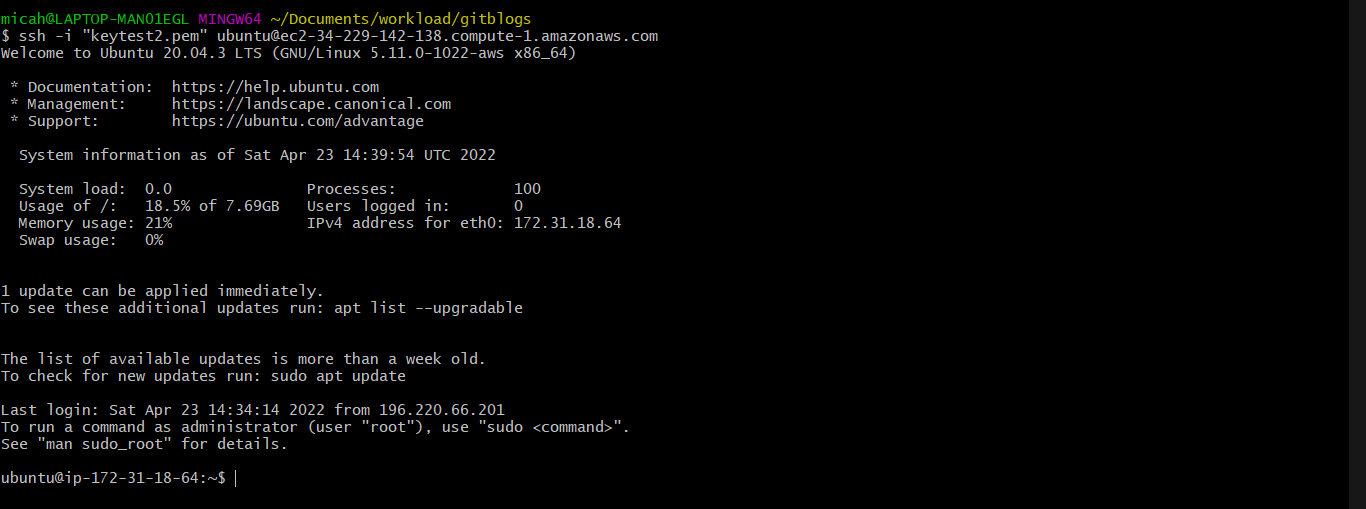 micah@LAPTOP-MAN01EGL MINGW64 ~/Documents/workload/gitblogs
$ ssh -i "keytest2.pem" ubuntu@ec2-34-229-142-138.compute-1.amazonaws.com
Welcome to Ubuntu 20.04.3 LTS (GNU/Linux 5.11.0-1022-aws x86_64)

 * Documentation:  https://help.ubuntu.com
 * Management:     https://landscape.canonical.com
 * Support:        https://ubuntu.com/advantage

  System information as of Sat Apr 23 14:39:54 UTC 2022

  System load:  0.0               Processes:             100
  Usage of /:   18.5% of 7.69GB   Users logged in:       0
  Memory usage: 21%               IPv4 address for eth0: 172.31.18.64
  Swap usage:   0%

1 update can be applied immediately.
To see these additional updates run: apt list --upgradable

The list of available updates is more than a week old.
To check for new updates run: sudo apt update

Last login: Sat Apr 23 14:34:14 2022 from 196.220.66.201
To run a command as administrator (user "root"), use "sudo <command>".
See "man sudo_root" for details.

ubuntu@ip-172-31-18-64:~$